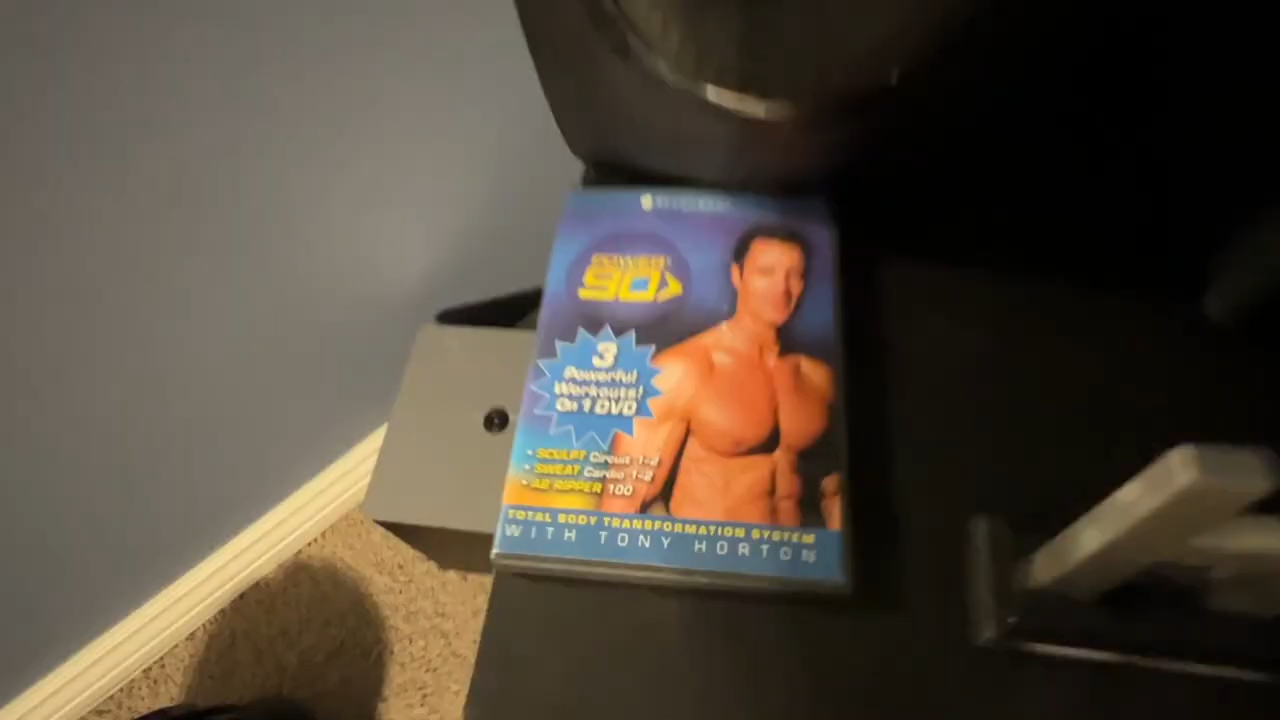 POWER
90
3
Powerful
Workouts!
On 1 DVD
• SCULPT Circuit 1-2
• SWEAT Cardio 1-2
• AB RIPPER 100
TOTAL BODY TRANSFORMATION SYSTEM
WITH TONY HORTON